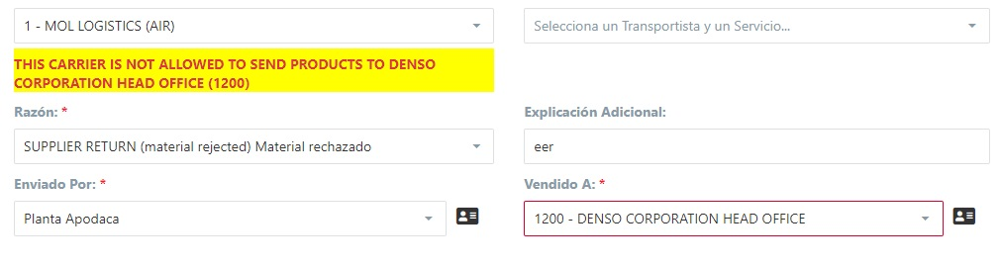 1 - MOL LOGISTICS (AIR)
Selecciona un Transportista y un Servicio...
THIS CARRIER IS NOT ALLOWED TO SEND PRODUCTS TO DENSO
CORPORATION HEAD OFFICE (1200)
Razón: *
Explicación Adicional:
SUPPLIER RETURN (material rejected) Material rechazado
eer
Enviado Por: *
Vendido A: *
Planta Apodaca
1200 - DENSO CORPORATION HEAD OFFICE